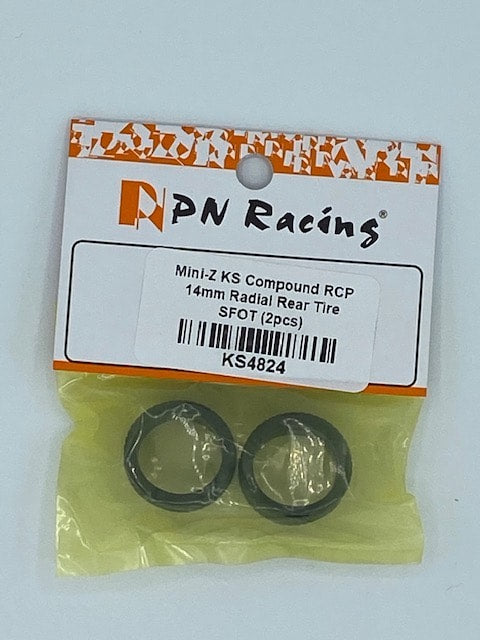 PN Racing®
Mini-Z KS Compound RCP
14mm Radial Rear Tire
SFOT (2pcs)
KS4824